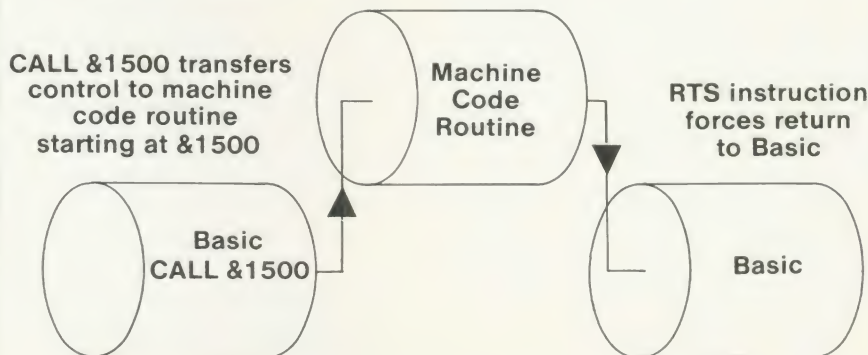 CALL &1500 transfers
control to machine
code routine
starting at &1500
Machine
Code
Routine
RTS instruction
forces return
to Basic
Basic
CALL &1500
Basic